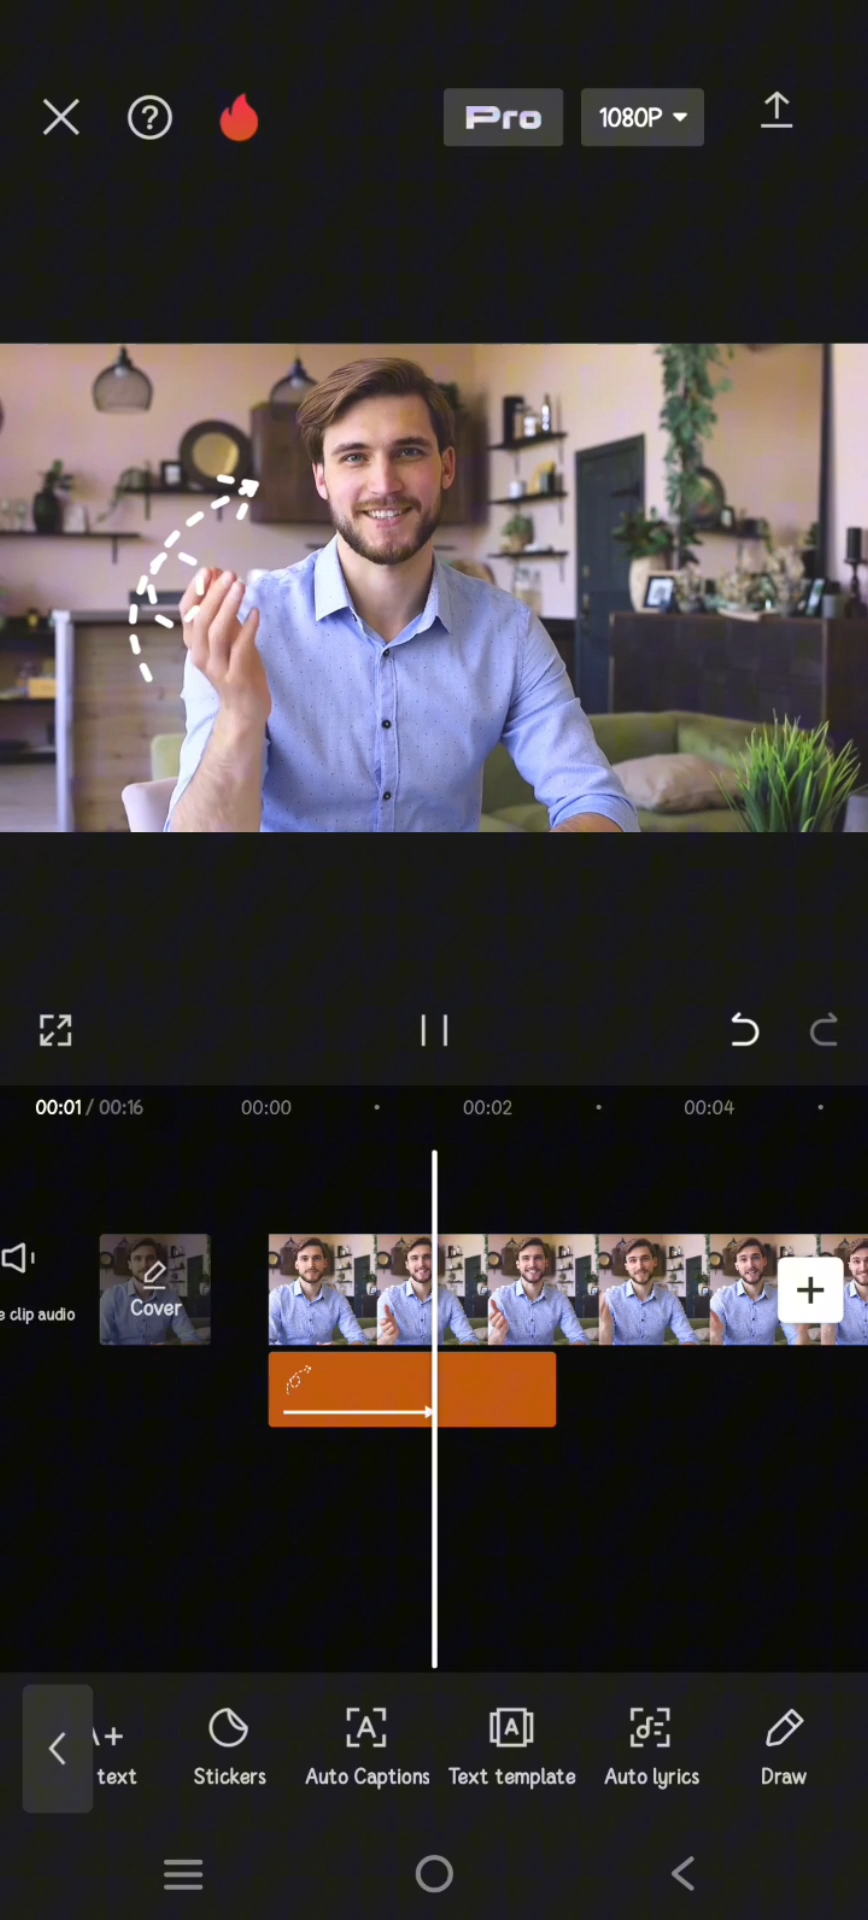 Pro
1080P
00:01 / 00:16
00:00
00:02
00:04
e clip audio
Cover
text
Stickers
Auto Captions
Text template
Auto lyrics
Draw